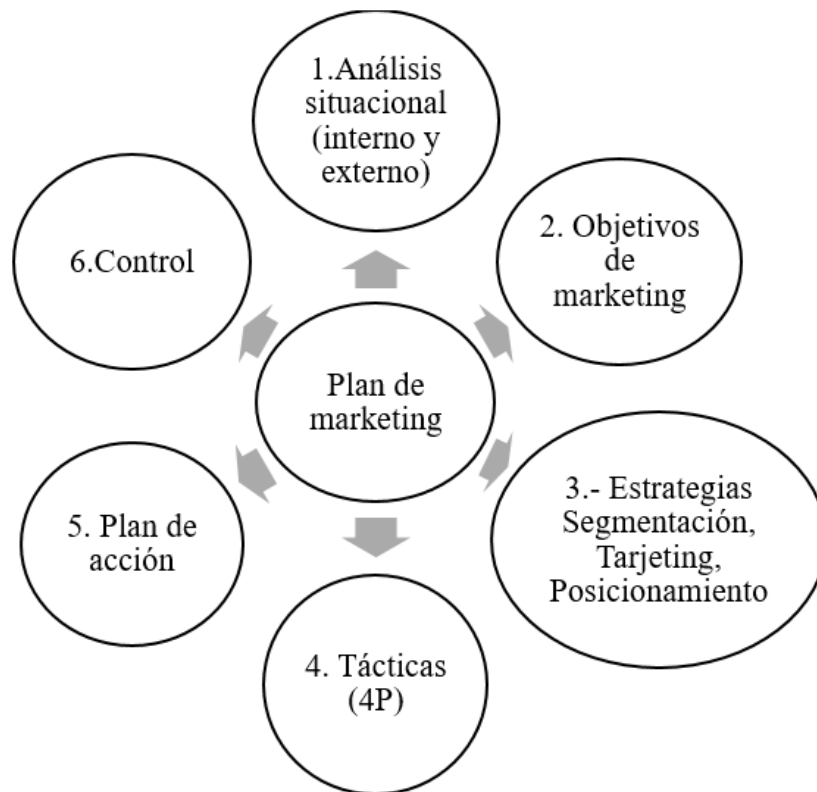 1.Análisis
situacional
(interno y
externo)
2. Objetivos
de
marketing
3.- Estrategias
Segmentación,
Tarjeting,
Posicionamiento
4. Tácticas
(4P)
5. Plan de
acción
6.Control
Plan de
marketing